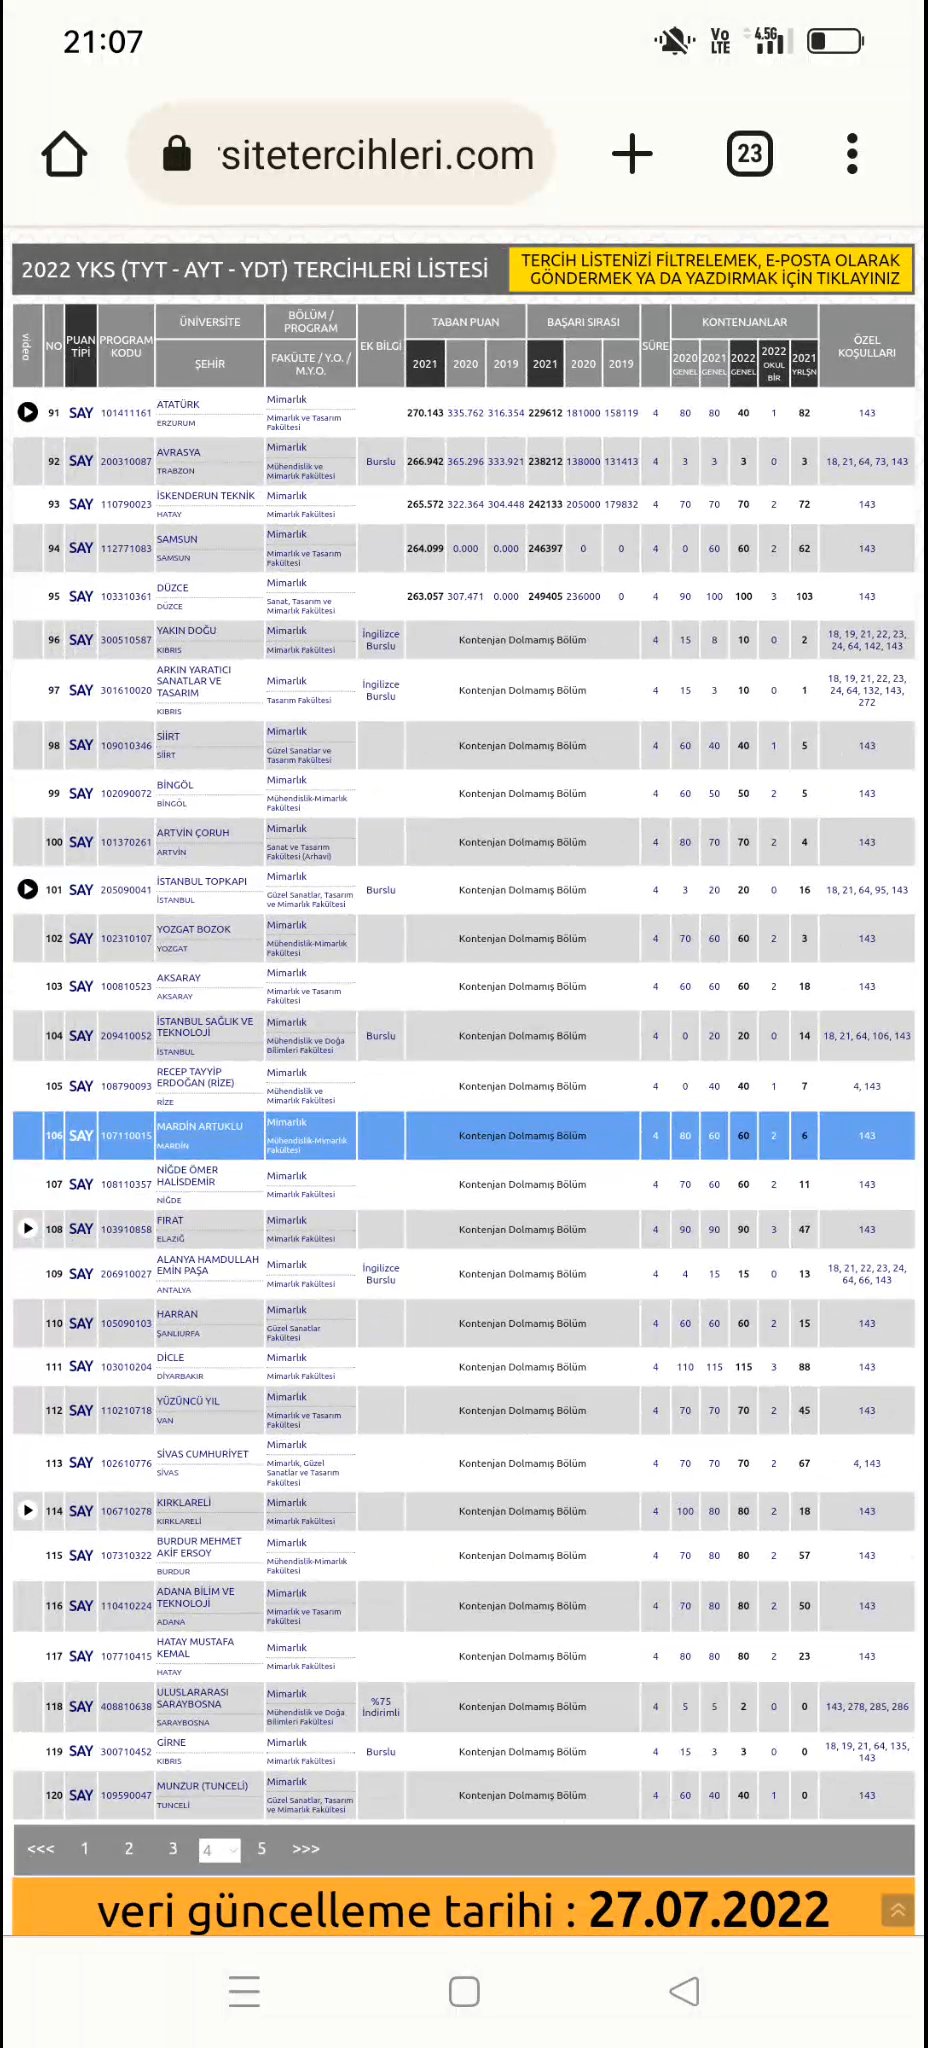 21:07
Vo LTE 4.5G
sitetercihleri.com
23
2022 YKS (TYT - AYT - YDT) TERCİHLERİ LİSTESİ
TERCİH LİSTENİZİ FİLTRELEMEK, E-POSTA OLARAK
GÖNDERMEK YA DA YAZDIRMAK İÇİN TIKLAYINIZ
video NO PUAN TİPİ PROGRAM KODU ÜNİVERSİTE BÖLÜM / PROGRAM EK BİLGİ TABAN PUAN BAŞARI SIRASI SÜRE KONTENJANLAR ÖZEL KOŞULLARI
ŞEHİR FAKÜLTE / Y.O. / M.Y.O. 2021 2020 2019 2021 2020 2019 2020 GENEL 2021 GENEL 2022 GENEL 2022 OKUL BİR 2021 YRLŞN
91 SAY 101411161 ATATÜRK ERZURUM Mimarlık Mimarlık ve Tasarım Fakültesi 270.143 335.762 316.354 229612 181000 158119 4 80 80 40 1 82 143
92 SAY 200310087 AVRASYA TRABZON Mimarlık Mühendislik ve Mimarlık Fakültesi Burslu 266.942 365.296 333.921 238212 138000 131413 4 3 3 3 0 3 18, 21, 64, 73, 143
93 SAY 110790023 İSKENDERUN TEKNİK HATAY Mimarlık Mimarlık Fakültesi 265.572 322.364 304.448 242133 205000 179832 4 70 70 70 2 72 143
94 SAY 112771083 SAMSUN SAMSUN Mimarlık Mimarlık ve Tasarım Fakültesi 264.099 0.000 0.000 246397 0 0 4 0 60 60 2 62 143
95 SAY 103310361 DÜZCE DÜZCE Mimarlık Sanat, Tasarım ve Mimarlık Fakültesi 263.057 307.471 0.000 249405 236000 0 4 90 100 100 3 103 143
96 SAY 300510587 YAKIN DOĞU KIBRIS Mimarlık Mimarlık Fakültesi İngilizce Burslu Kontenjan Dolmamış Bölüm 4 15 8 10 0 2 18, 19, 21, 22, 23, 24, 64, 142, 143
97 SAY 301610020 ARKIN YARATICI SANATLAR VE TASARIM KIBRIS Mimarlık Tasarım Fakültesi İngilizce Burslu Kontenjan Dolmamış Bölüm 4 15 3 10 0 1 18, 19, 21, 22, 23, 24, 64, 132, 143, 272
98 SAY 109010346 SİİRT SİİRT Mimarlık Güzel Sanatlar ve Tasarım Fakültesi Kontenjan Dolmamış Bölüm 4 60 40 40 1 5 143
99 SAY 102090072 BİNGÖL BİNGÖL Mimarlık Mühendislik-Mimarlık Fakültesi Kontenjan Dolmamış Bölüm 4 60 50 50 2 5 143
100 SAY 101370261 ARTVİN ÇORUH ARTVİN Mimarlık Sanat ve Tasarım Fakültesi (Arhavi) Kontenjan Dolmamış Bölüm 4 80 70 70 2 4 143
101 SAY 205090041 İSTANBUL TOPKAPI İSTANBUL Mimarlık Güzel Sanatlar, Tasarım ve Mimarlık Fakültesi Burslu Kontenjan Dolmamış Bölüm 4 3 20 20 0 16 18, 21, 64, 95, 143
102 SAY 102310107 YOZGAT BOZOK YOZGAT Mimarlık Mühendislik-Mimarlık Fakültesi Kontenjan Dolmamış Bölüm 4 70 60 60 2 3 143
103 SAY 100810523 AKSARAY AKSARAY Mimarlık Mimarlık ve Tasarım Fakültesi Kontenjan Dolmamış Bölüm 4 60 60 60 2 18 143
104 SAY 209410052 İSTANBUL SAĞLIK VE TEKNOLOJİ İSTANBUL Mimarlık Mühendislik ve Doğa Bilimleri Fakültesi Burslu Kontenjan Dolmamış Bölüm 4 0 20 20 0 14 18, 21, 64, 106, 143
105 SAY 108790093 RECEP TAYYİP ERDOĞAN (RİZE) RİZE Mimarlık Mühendislik ve Mimarlık Fakültesi Kontenjan Dolmamış Bölüm 4 0 40 40 1 7 4, 143
106 SAY 107110015 MARDİN ARTUKLU MARDİN Mimarlık Mühendislik-Mimarlık Fakültesi Kontenjan Dolmamış Bölüm 4 80 60 60 2 6 143
107 SAY 108110357 NİĞDE ÖMER HALİSDEMİR NİĞDE Mimarlık Mimarlık Fakültesi Kontenjan Dolmamış Bölüm 4 70 60 60 2 11 143
108 SAY 103910858 FIRAT ELAZIĞ Mimarlık Mimarlık Fakültesi Kontenjan Dolmamış Bölüm 4 90 90 90 3 47 143
109 SAY 206910027 ALANYA HAMDULLAH EMİN PAŞA ANTALYA Mimarlık Mimarlık Fakültesi İngilizce Burslu Kontenjan Dolmamış Bölüm 4 4 15 15 0 13 18, 21, 22, 23, 24, 64, 66, 143
110 SAY 105090103 HARRAN ŞANLIURFA Mimarlık Güzel Sanatlar Fakültesi Kontenjan Dolmamış Bölüm 4 60 60 60 2 15 143
111 SAY 103010204 DİCLE DİYARBAKIR Mimarlık Mimarlık Fakültesi Kontenjan Dolmamış Bölüm 4 110 115 115 3 88 143
112 SAY 110210718 YÜZÜNCÜ YIL VAN Mimarlık Mimarlık ve Tasarım Fakültesi Kontenjan Dolmamış Bölüm 4 70 70 70 2 45 143
113 SAY 102610776 SİVAS CUMHURİYET SİVAS Mimarlık Mimarlık, Güzel Sanatlar ve Tasarım Fakültesi Kontenjan Dolmamış Bölüm 4 70 70 70 2 67 4, 143
114 SAY 106710278 KIRKLARELİ KIRKLARELİ Mimarlık Mimarlık Fakültesi Kontenjan Dolmamış Bölüm 4 100 80 80 2 18 143
115 SAY 107310322 BURDUR MEHMET AKİF ERSOY BURDUR Mimarlık Mühendislik-Mimarlık Fakültesi Kontenjan Dolmamış Bölüm 4 70 80 80 2 57 143
116 SAY 110410224 ADANA BİLİM VE TEKNOLOJİ ADANA Mimarlık Mimarlık ve Tasarım Fakültesi Kontenjan Dolmamış Bölüm 4 70 80 80 2 50 143
117 SAY 107710415 HATAY MUSTAFA KEMAL HATAY Mimarlık Mimarlık Fakültesi Kontenjan Dolmamış Bölüm 4 80 80 80 2 23 143
118 SAY 408810638 ULUSLARARASI SARAYBOSNA SARAYBOSNA Mimarlık Mühendislik ve Doğa Bilimleri Fakültesi %75 İndirimli Kontenjan Dolmamış Bölüm 4 5 5 2 0 0 143, 278, 285, 286
119 SAY 300710452 GİRNE KIBRIS Mimarlık Mimarlık Fakültesi Burslu Kontenjan Dolmamış Bölüm 4 15 3 3 0 0 18, 19, 21, 64, 135, 143
120 SAY 109590047 MUNZUR (TUNCELİ) TUNCELİ Mimarlık Güzel Sanatlar, Tasarım ve Mimarlık Fakültesi Kontenjan Dolmamış Bölüm 4 60 40 40 1 0 143
<<< 1 2 3 4 5 >>>
veri güncelleme tarihi : 27.07.2022